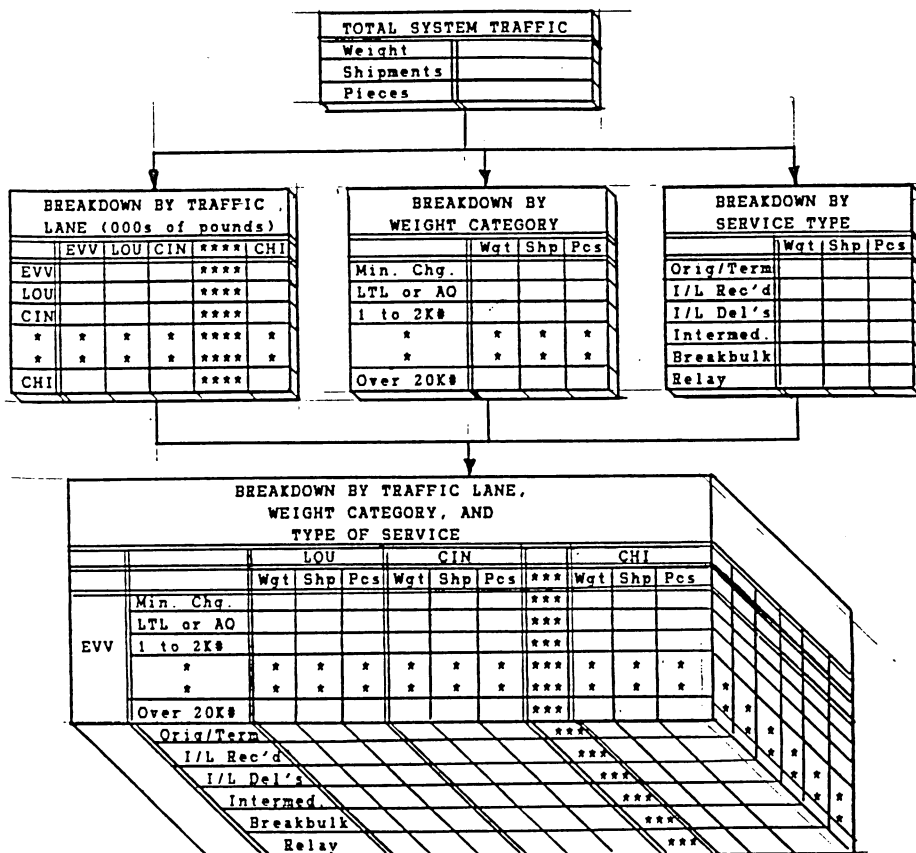 TOTAL SYSTEM TRAFFIC
Weight
Shipments
Pieces
BREAKDOWN BY TRAFFIC
LANE (000s of pounds)
EVV LOU CIN **** CHI
EVV ****
LOU ****
CIN ****
* * * * **** *
* * * * **** *
CHI ****
BREAKDOWN BY
WEIGHT CATEGORY
Wgt Shp Pcs
Min. Chg.
LTL or AQ
1 to 2K#
* * * *
* * * *
Over 20K#
BREAKDOWN BY
SERVICE TYPE
Wgt Shp Pcs
Orig/Term
I/L Rec'd
I/L Del's
Intermed.
Breakbulk
Relay
BREAKDOWN BY TRAFFIC LANE,
WEIGHT CATEGORY, AND
TYPE OF SERVICE
LOU CIN CHI
Wgt Shp Pcs Wgt Shp Pcs *** Wgt Shp Pcs
EVV
Min. Chg. ***
LTL or AQ ***
1 to 2K# ***
* * * * * * * *** * * *
* * * * * * * *** * * *
Over 20K# ***
Orig/Term ***
I/L Rec'd ***
I/L Del's ***
Intermed. ***
Breakbulk ***
Relay ***